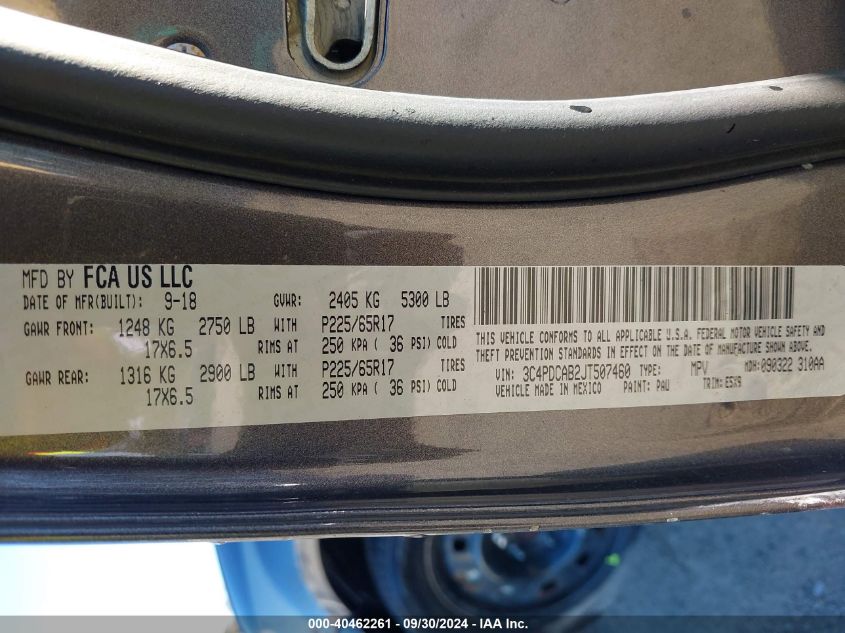 MFD BY FCA US LLC
DATE OF MFR(BUILT): 9-18 GVWR: 2405 KG 5300 LB
GAWR FRONT: 1248 KG 2750 LB WITH P225/65R17 TIRES
17X6.5 RIMS AT 250 KPA ( 36 PSI) COLD
GAWR REAR: 1316 KG 2900 LB WITH P225/65R17 TIRES
17X6.5 RIMS AT 250 KPA ( 36 PSI) COLD
THIS VEHICLE CONFORMS TO ALL APPLICABLE U.S.A. FEDERAL MOTOR VEHICLE SAFETY AND
THEFT PREVENTION STANDARDS IN EFFECT ON THE DATE OF MANUFACTURE SHOWN ABOVE.
VIN: 3C4PDCAB2JT507460 TYPE: MPV MDH: 090322 310AA
VEHICLE MADE IN MEXICO PAINT: PAU TRIM: E5X9
000-40462261 - 09/30/2024 - IAA Inc.